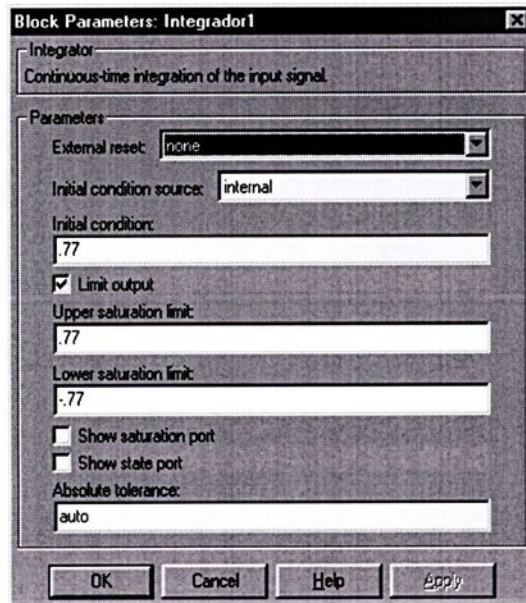 Block Parameters: Integrador1
Integrator
Continuous-time integration of the input signal.
Parameters
External reset: none
Initial condition source: internal
Initial condition:
.77
Limit output
Upper saturation limit:
.77
Lower saturation limit:
-.77
Show saturation port
Show state port
Absolute tolerance:
auto
OK Cancel Help Apply